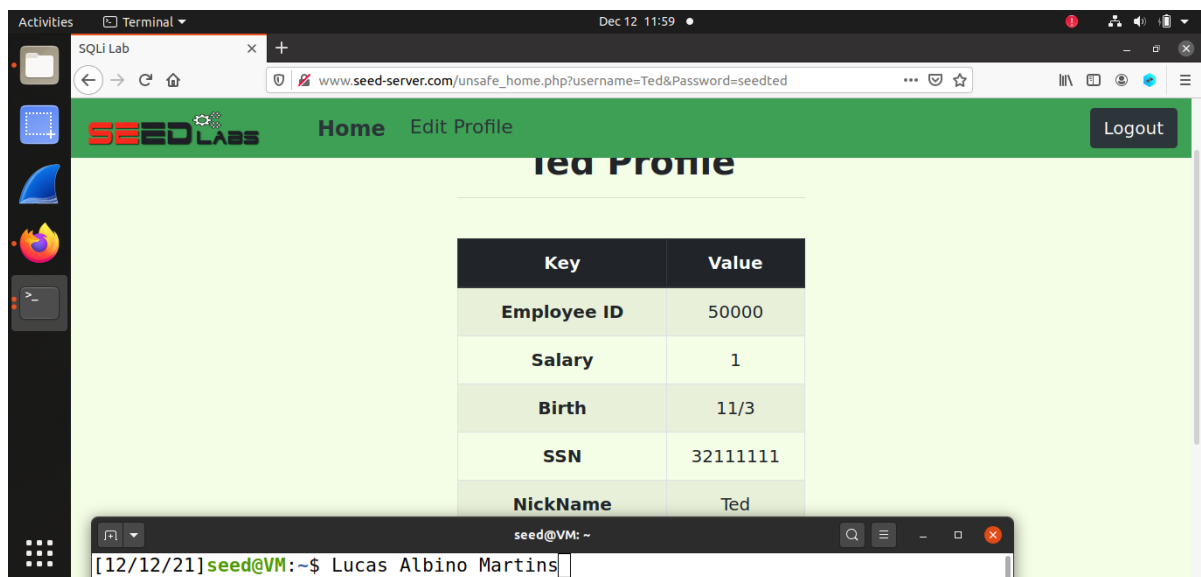 Activities Terminal Dec 12 11:59
SQLi Lab
www.seed-server.com/unsafe_home.php?username=Ted&Password=seedted
SEED LABS Home Edit Profile Logout
Ted Profile
Key Value
Employee ID 50000
Salary 1
Birth 11/3
SSN 32111111
NickName Ted
seed@VM: ~
[12/12/21]seed@VM:~$ Lucas Albino Martins